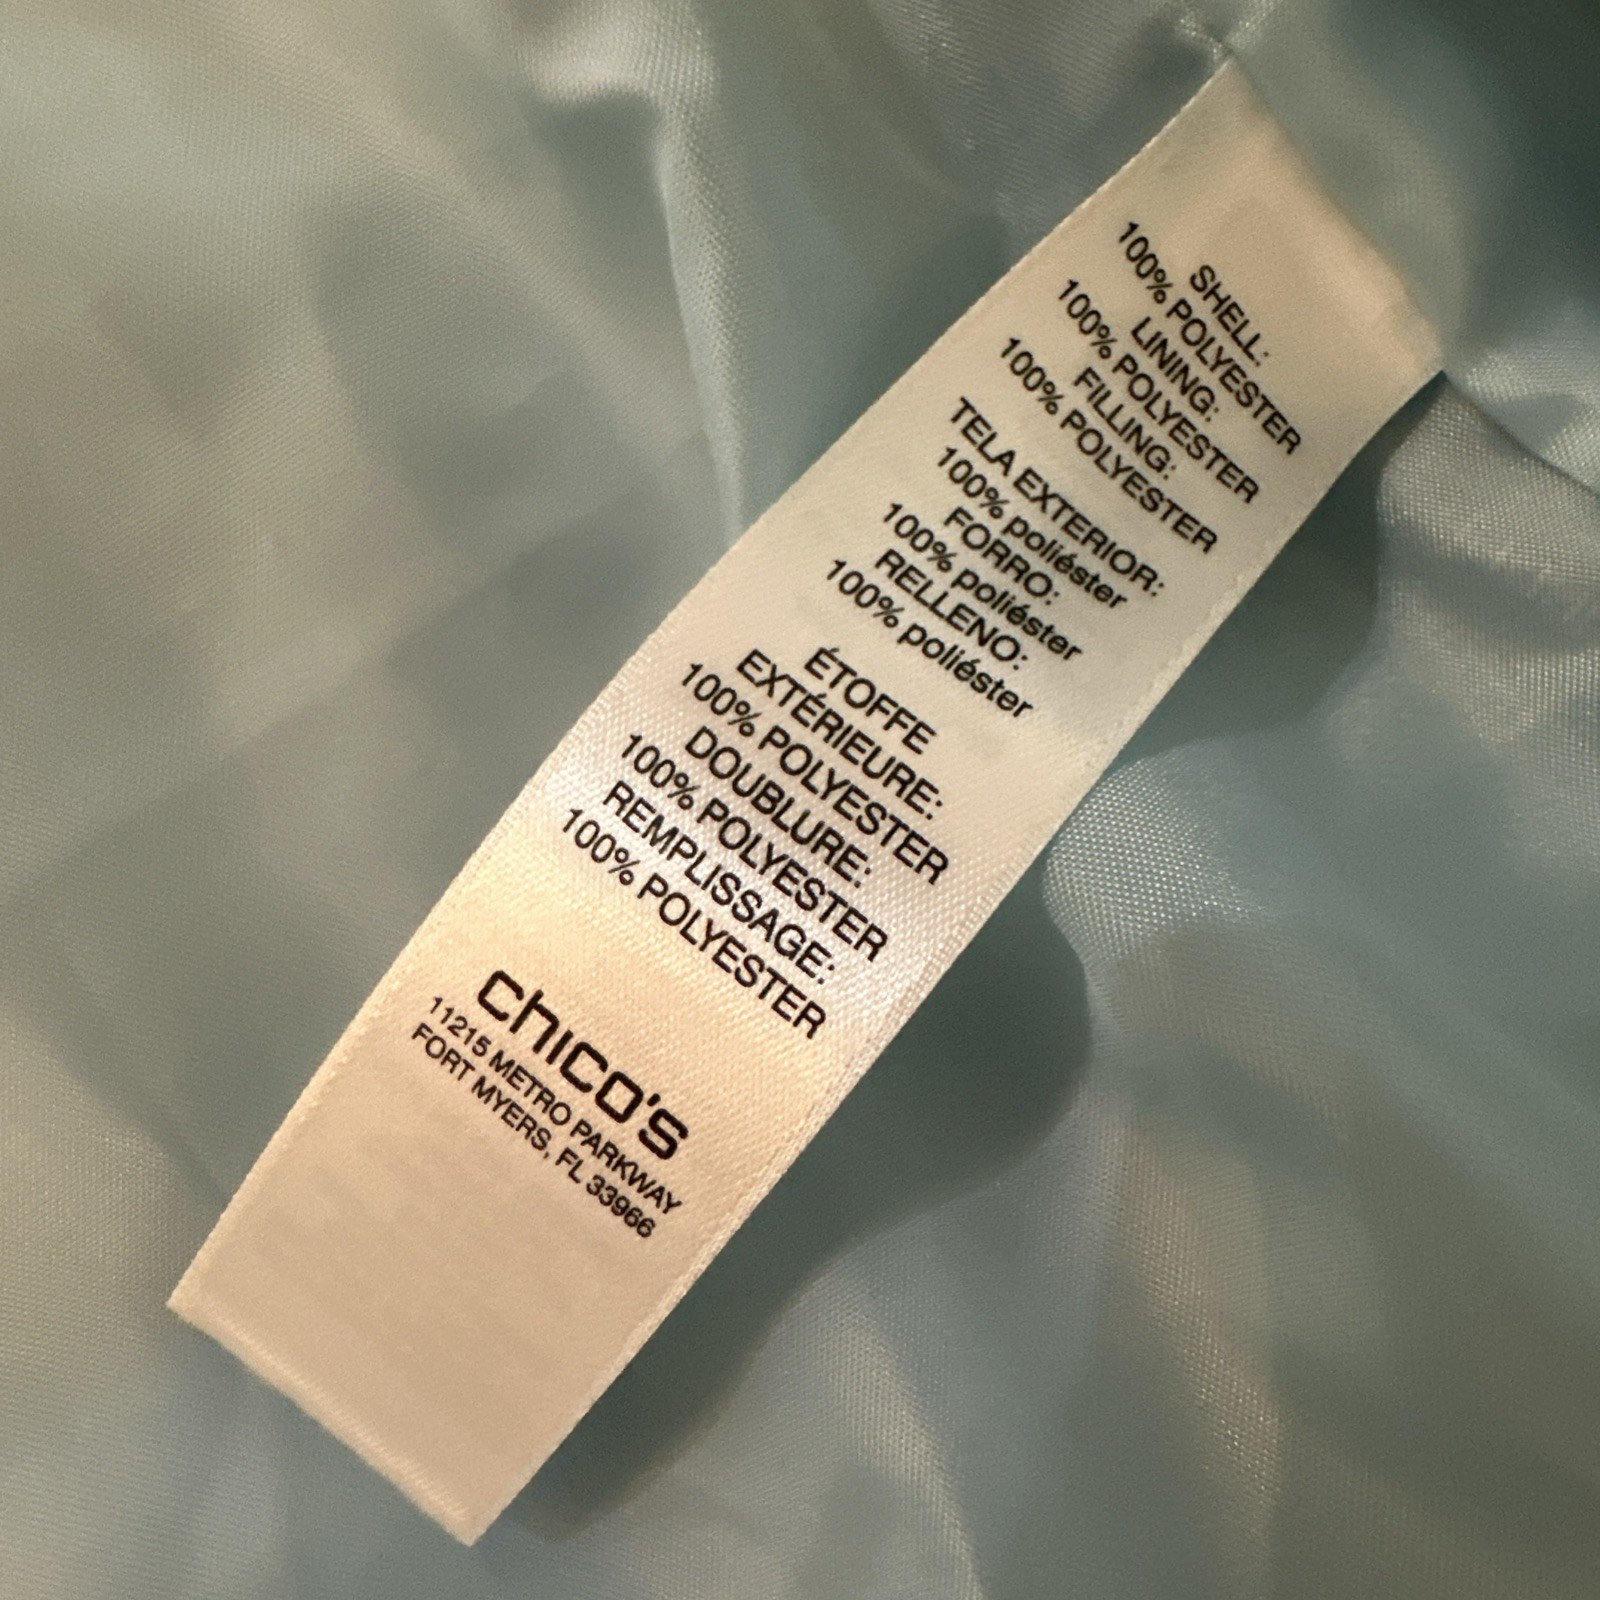 SHELL:
100% POLYESTER
LINING:
100% POLYESTER
FILLING:
100% POLYESTER
TELA EXTERIOR:
100% poliéster
FORRO:
100% poliéster
RELLENO:
100% poliéster
ÉTOFFE
EXTÉRIEURE:
100% POLYESTER
DOUBLURE:
100% POLYESTER
REMPLISSAGE:
100% POLYESTER
chico's
11215 METRO PARKWAY
FORT MYERS, FL 33966